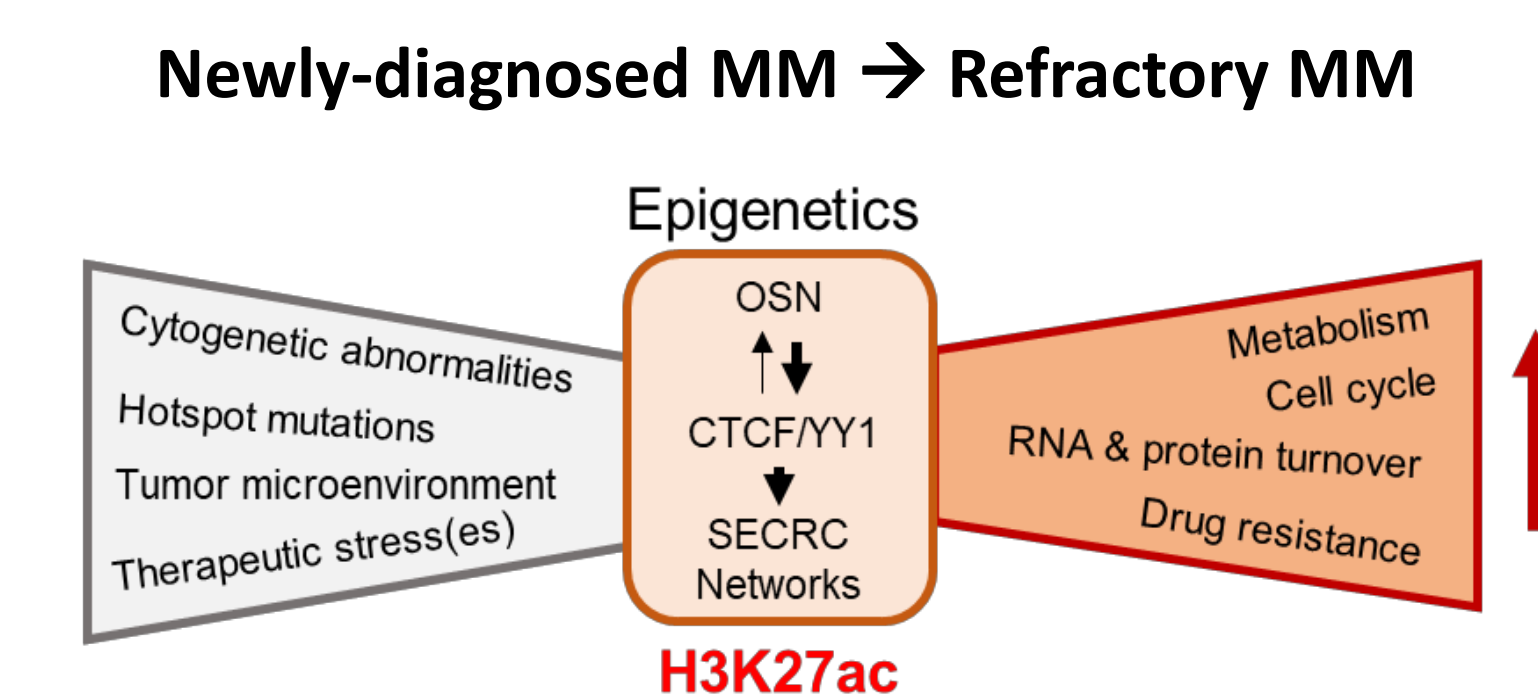 Newly-diagnosed MM → Refractory MM
Epigenetics
Cytogenetic abnormalities
Hotspot mutations
Tumor microenvironment
Therapeutic stress(es)
OSN
CTCF/YY1
SECRC
Networks
H3K27ac
Metabolism
Cell cycle
RNA & protein turnover
Drug resistance